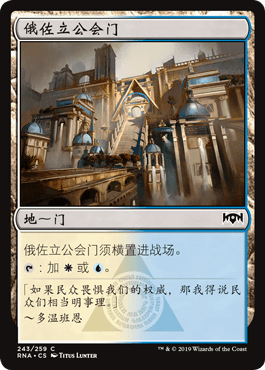 俄佐立公会门
地～门
俄佐立公会门须横置进战场。
：加或。
「如果民众畏惧我们的权威，那我得说民
众们相当明事理。」
～多温班恩
243/259 C
RNA • CS Titus Lunter
™ & © 2019 Wizards of the Coast